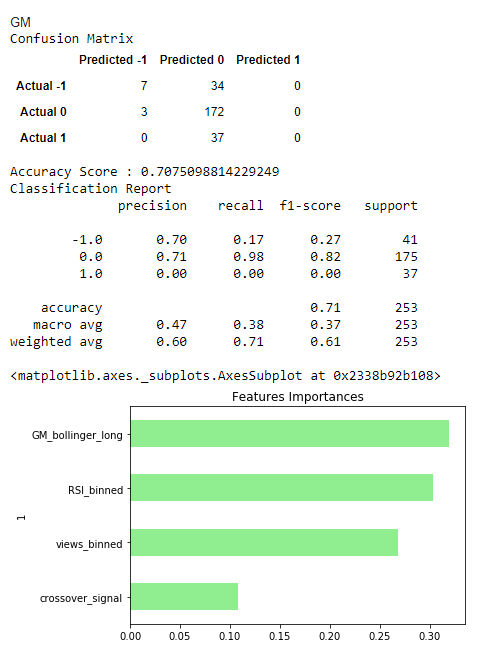 GM
Confusion Matrix
Predicted -1 Predicted 0 Predicted 1
Actual -1 7 34 0
Actual 0 3 172 0
Actual 1 0 37 0
Accuracy Score : 0.7075098814229249
Classification Report
precision recall f1-score support
-1.0 0.70 0.17 0.27 41
0.0 0.71 0.98 0.82 175
1.0 0.00 0.00 0.00 37
accuracy 0.71 253
macro avg 0.47 0.38 0.37 253
weighted avg 0.60 0.71 0.61 253
<matplotlib.axes._subplots.AxesSubplot at 0x2338b92b108>
Features Importances
GM_bollinger_long
RSI_binned
1
views_binned
crossover_signal
0.00 0.05 0.10 0.15 0.20 0.25 0.30